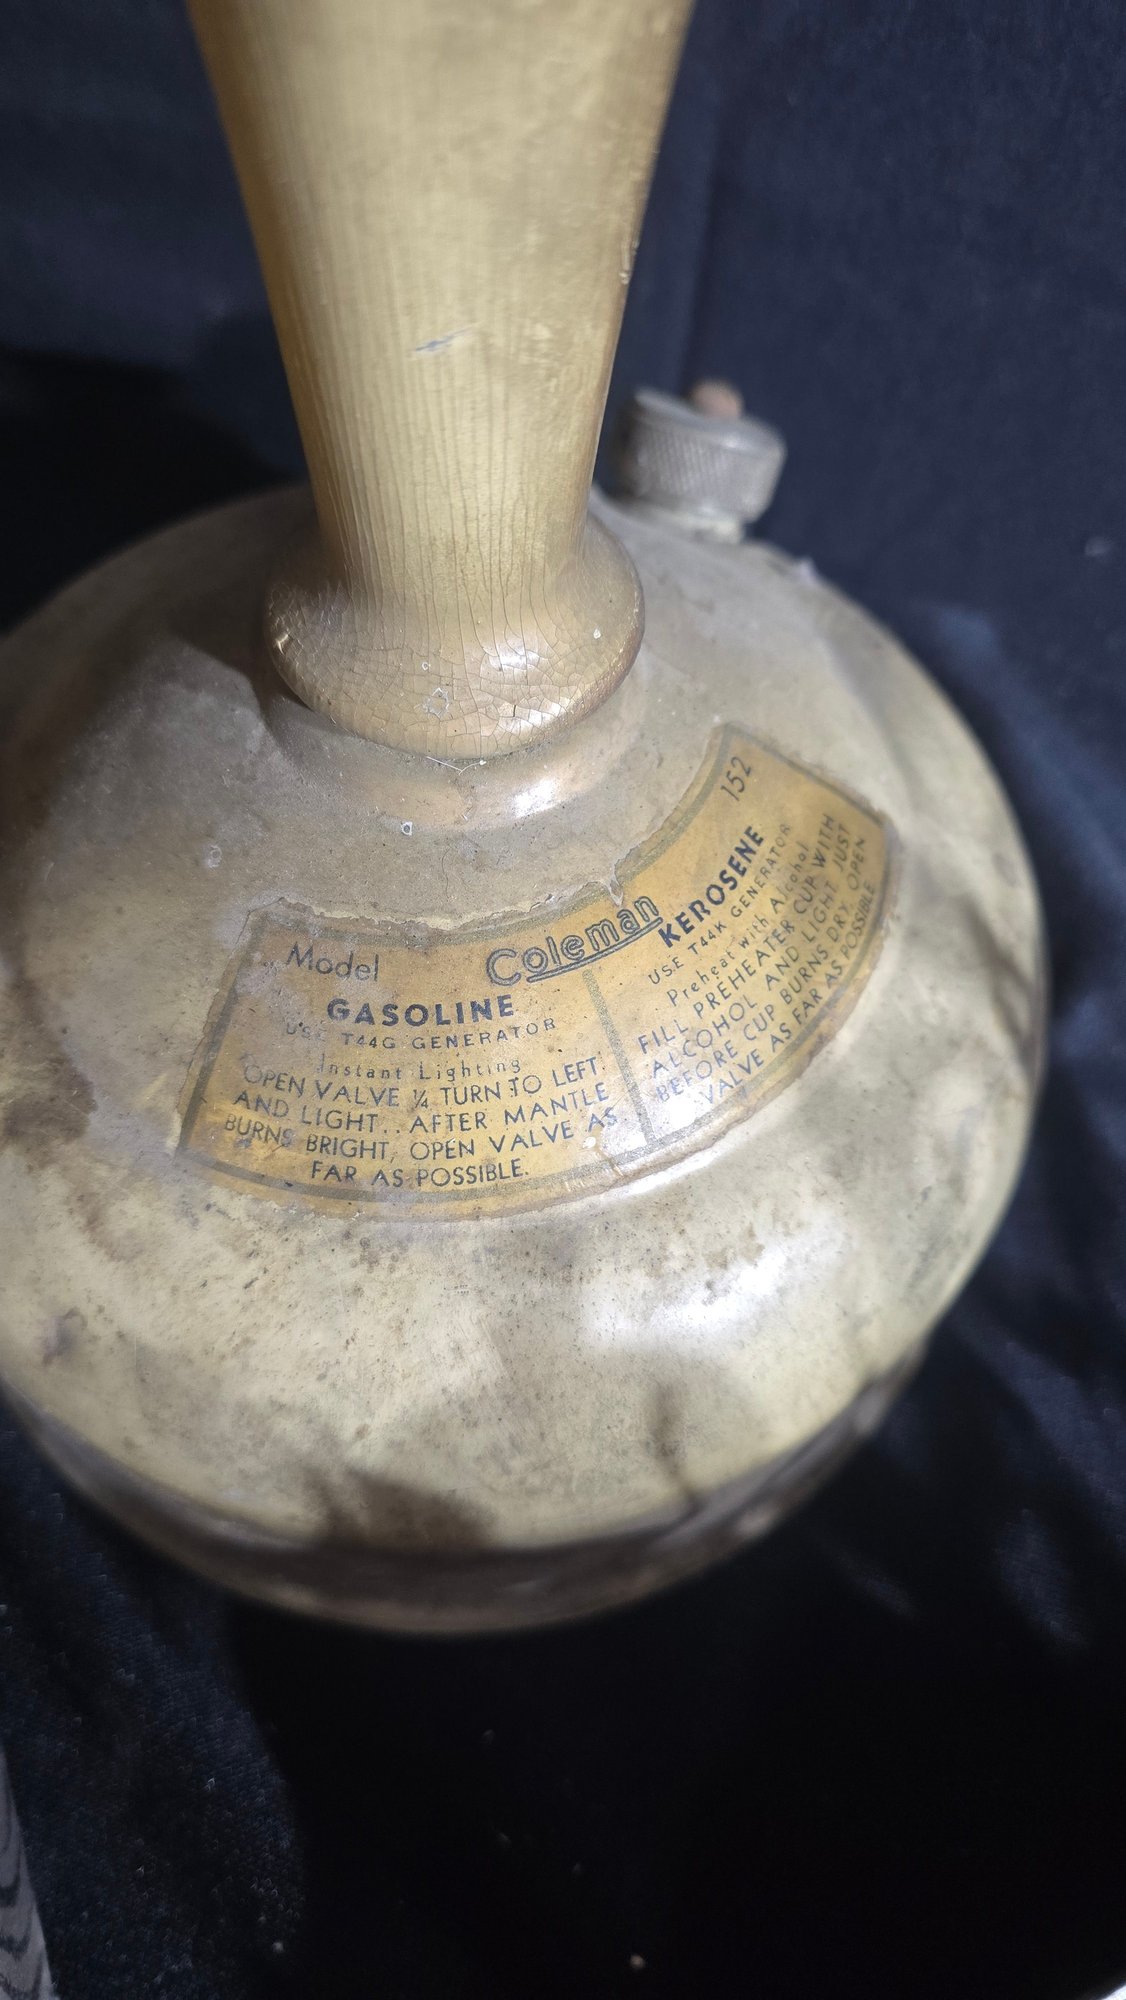 Model Coleman 152
GASOLINE
USE T44G GENERATOR
Instant Lighting
OPEN VALVE ¼ TURN TO LEFT
AND LIGHT.. AFTER MANTLE
BURNS BRIGHT, OPEN VALVE AS
FAR AS POSSIBLE.
KEROSENE
USE T44K GENERATOR
Preheat with Alcohol
FILL PREHEATER CUP WITH
ALCOHOL AND LIGHT JUST
BEFORE CUP BURNS DRY, OPEN
VALVE AS FAR AS POSSIBLE